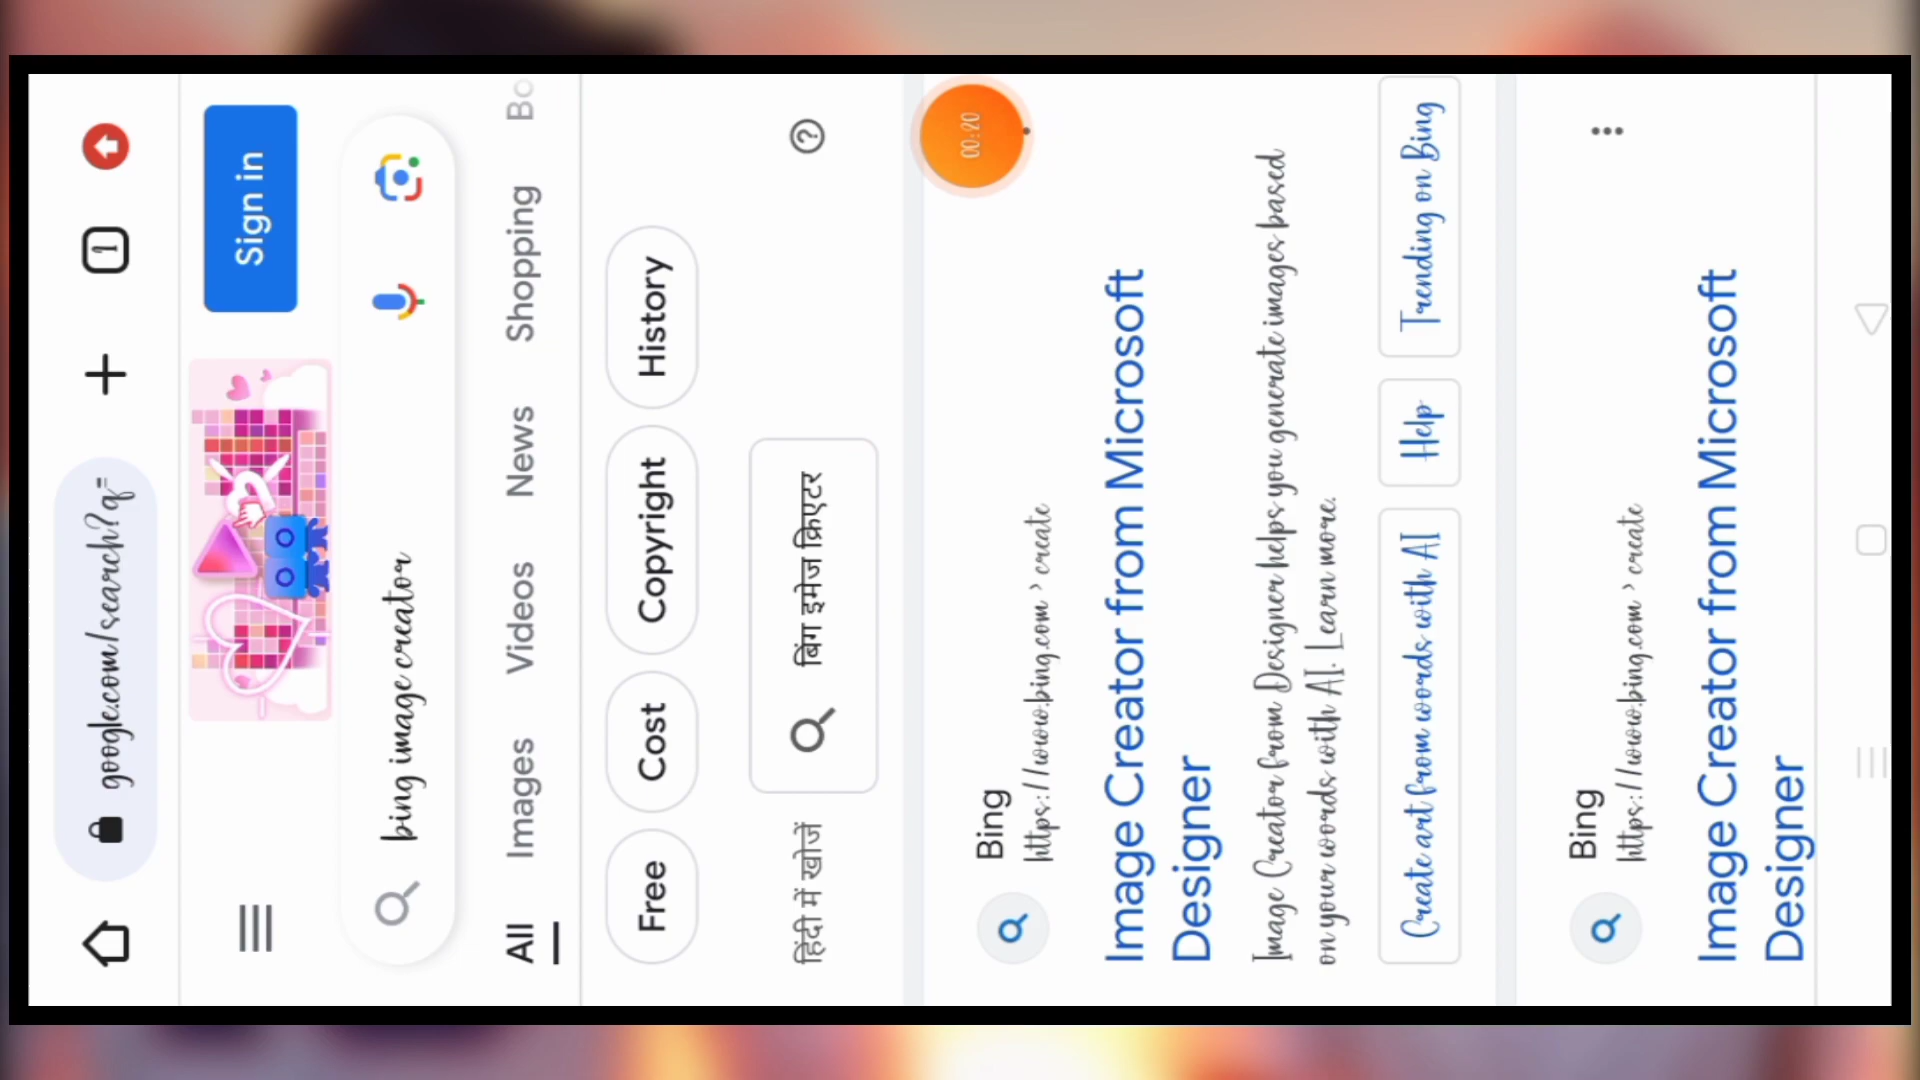 1
google.com/search?q=
Sign in
bing image creator
All Images Videos News Shopping Bo
Free Cost Copyright History
हिंदी में खोजें बिंग इमेज क्रिएटर
00:20
Bing
https://www.bing.com › create
Image Creator from Microsoft
Designer
Image Creator from Designer helps you generate images based
on your words with AI. Learn more.
Create art from words with AI Help Trending on Bing
Bing
https://www.bing.com › create
Image Creator from Microsoft
Designer